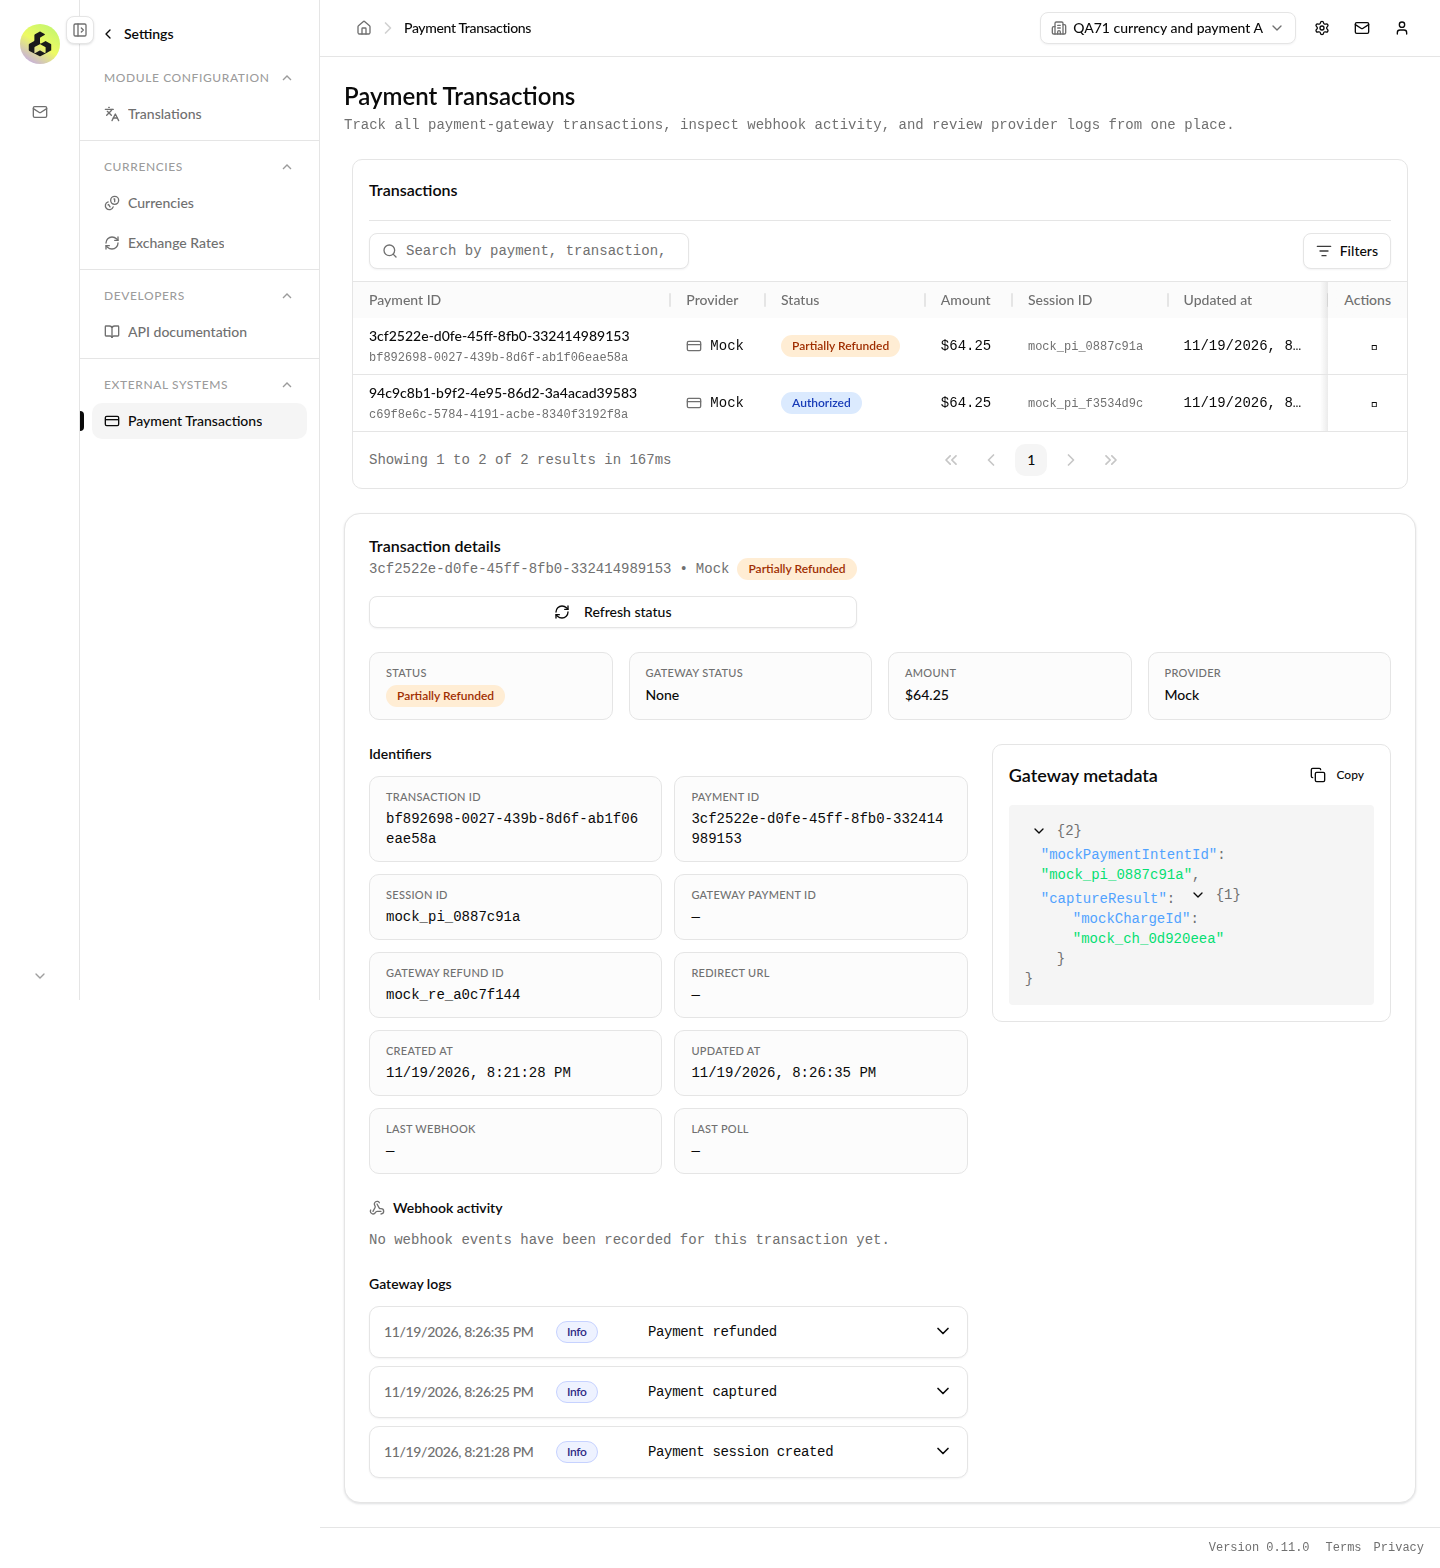 Settings
MODULE CONFIGURATION
Translations
CURRENCIES
Currencies
Exchange Rates
DEVELOPERS
API documentation
EXTERNAL SYSTEMS
Payment Transactions
Payment Transactions
QA71 currency and payment A
Payment Transactions
Track all payment-gateway transactions, inspect webhook activity, and review provider logs from one place.
Transactions
Search by payment, transaction,
Filters
Payment ID Provider Status Amount Session ID Updated at Actions
3cf2522e-d0fe-45ff-8fb0-332414989153
bf892698-0027-439b-8d6f-ab1f06eae58a
Mock Partially Refunded $64.25 mock_pi_0887c91a 11/19/2026, 8…
94c9c8b1-b9f2-4e95-86d2-3a4acad39583
c69f8e6c-5784-4191-acbe-8340f3192f8a
Mock Authorized $64.25 mock_pi_f3534d9c 11/19/2026, 8…
Showing 1 to 2 of 2 results in 167ms
1
Transaction details
3cf2522e-d0fe-45ff-8fb0-332414989153 • Mock Partially Refunded
Refresh status
STATUS
Partially Refunded
GATEWAY STATUS
None
AMOUNT
$64.25
PROVIDER
Mock
Identifiers
TRANSACTION ID
bf892698-0027-439b-8d6f-ab1f06
eae58a
PAYMENT ID
3cf2522e-d0fe-45ff-8fb0-332414
989153
SESSION ID
mock_pi_0887c91a
GATEWAY PAYMENT ID
—
GATEWAY REFUND ID
mock_re_a0c7f144
REDIRECT URL
—
CREATED AT
11/19/2026, 8:21:28 PM
UPDATED AT
11/19/2026, 8:26:35 PM
LAST WEBHOOK
—
LAST POLL
—
Gateway metadata
Copy
{2}
"mockPaymentIntentId":
"mock_pi_0887c91a",
"captureResult": {1}
"mockChargeId":
"mock_ch_0d920eea"
}
}
Webhook activity
No webhook events have been recorded for this transaction yet.
Gateway logs
11/19/2026, 8:26:35 PM Info Payment refunded
11/19/2026, 8:26:25 PM Info Payment captured
11/19/2026, 8:21:28 PM Info Payment session created
Version 0.11.0 Terms Privacy